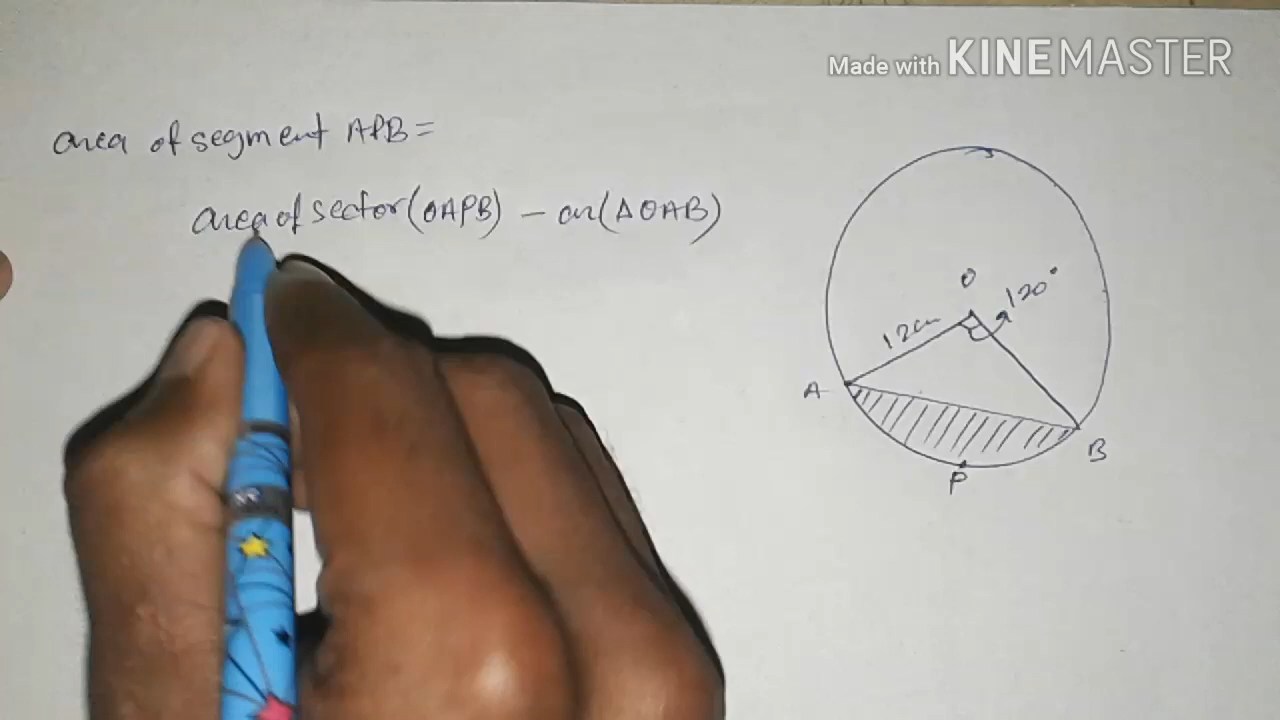 Made with KINEMASTER
area of segment APB =
area of sector (OAPB) - ar(ΔOAB)
O
120°
12cm
A
B
P